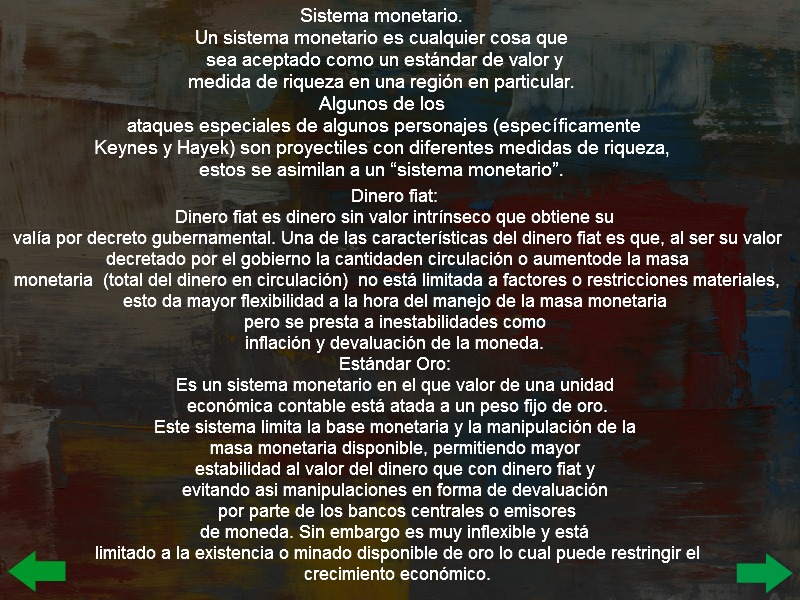 Sistema monetario.
Un sistema monetario es cualquier cosa que
sea aceptado como un estándar de valor y
medida de riqueza en una región en particular.
Algunos de los
ataques especiales de algunos personajes (específicamente
Keynes y Hayek) son proyectiles con diferentes medidas de riqueza,
estos se asimilan a un “sistema monetario”.
Dinero fiat:
Dinero fiat es dinero sin valor intrínseco que obtiene su
valía por decreto gubernamental. Una de las características del dinero fiat es que, al ser su valor
decretado por el gobierno la cantidaden circulación o aumentode la masa
monetaria (total del dinero en circulación) no está limitada a factores o restricciones materiales,
esto da mayor flexibilidad a la hora del manejo de la masa monetaria
pero se presta a inestabilidades como
inflación y devaluación de la moneda.
Estándar Oro:
Es un sistema monetario en el que valor de una unidad
económica contable está atada a un peso fijo de oro.
Este sistema limita la base monetaria y la manipulación de la
masa monetaria disponible, permitiendo mayor
estabilidad al valor del dinero que con dinero fiat y
evitando asi manipulaciones en forma de devaluación
por parte de los bancos centrales o emisores
de moneda. Sin embargo es muy inflexible y está
limitado a la existencia o minado disponible de oro lo cual puede restringir el
crecimiento económico.